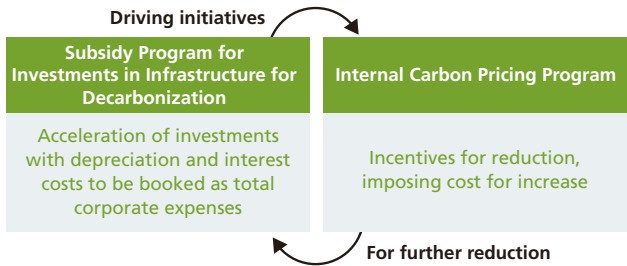 Driving initiatives
Subsidy Program for
Investments in Infrastructure for
Decarbonization
Acceleration of investments
with depreciation and interest
costs to be booked as total
corporate expenses
Internal Carbon Pricing Program
Incentives for reduction,
imposing cost for increase
For further reduction